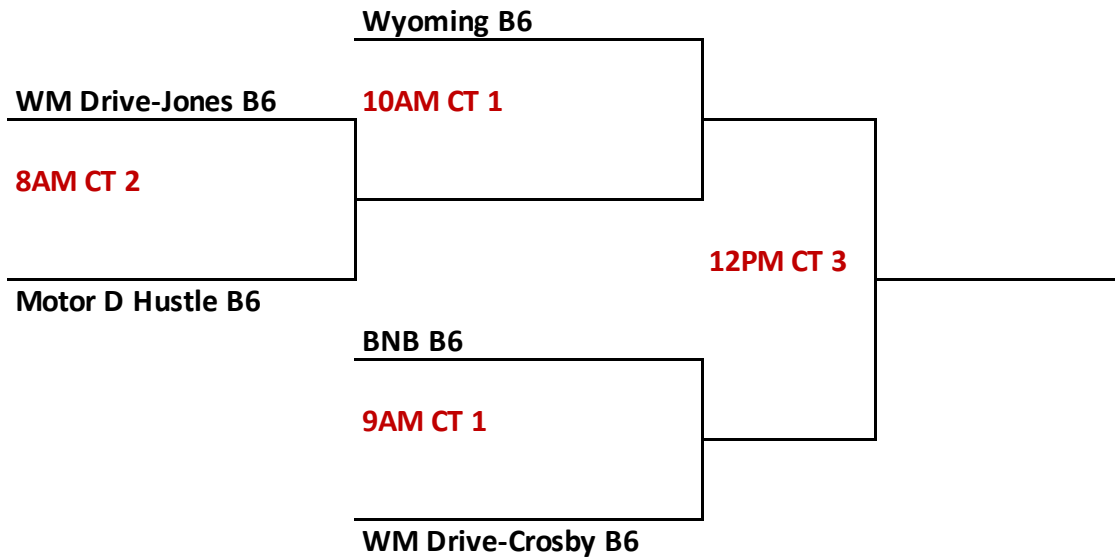 Wyoming B6
WM Drive-Jones B6
10AM CT 1
8AM CT 2
12PM CT 3
Motor D Hustle B6
BNB B6
9AM CT 1
WM Drive-Crosby B6